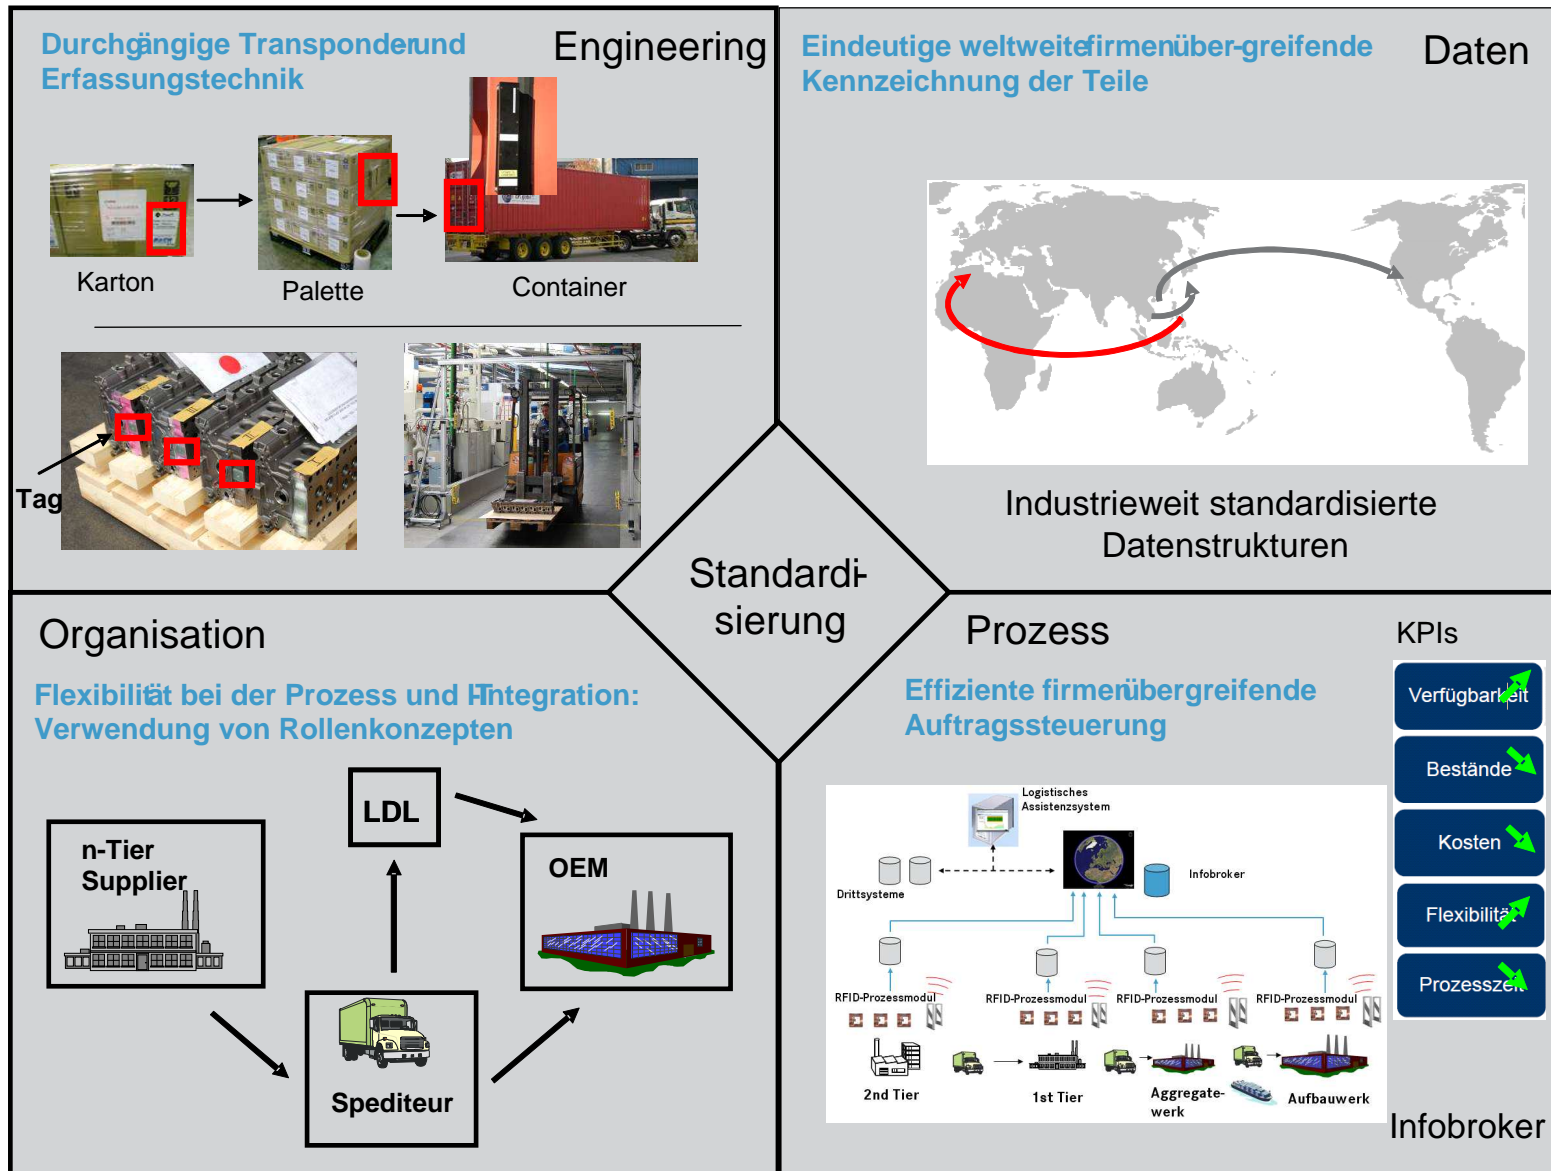 Durchgängige Transponder- und
Erfassungstechnik
Engineering
Karton
Palette
Container
Tag
Eindeutige weltweite firmenüber-greifende
Kennzeichnung der Teile
Daten
Industrieweit standardisierte
Datenstrukturen
Standardi-
sierung
Organisation
Flexibilität bei der Prozess und IT-Integration:
Verwendung von Rollenkonzepten
n-Tier
Supplier
LDL
OEM
Spediteur
Prozess
Effiziente firmenübergreifende
Auftragssteuerung
KPIs
Verfügbarkeit
Bestände
Kosten
Flexibilität
Prozesszeit
Logistisches
Assistenzsystem
Drittsysteme
Infobroker
RFID-Prozessmodul
RFID-Prozessmodul
RFID-Prozessmodul
RFID-Prozessmodul
2nd Tier
1st Tier
Aggregate-
werk
Aufbauwerk
Infobroker